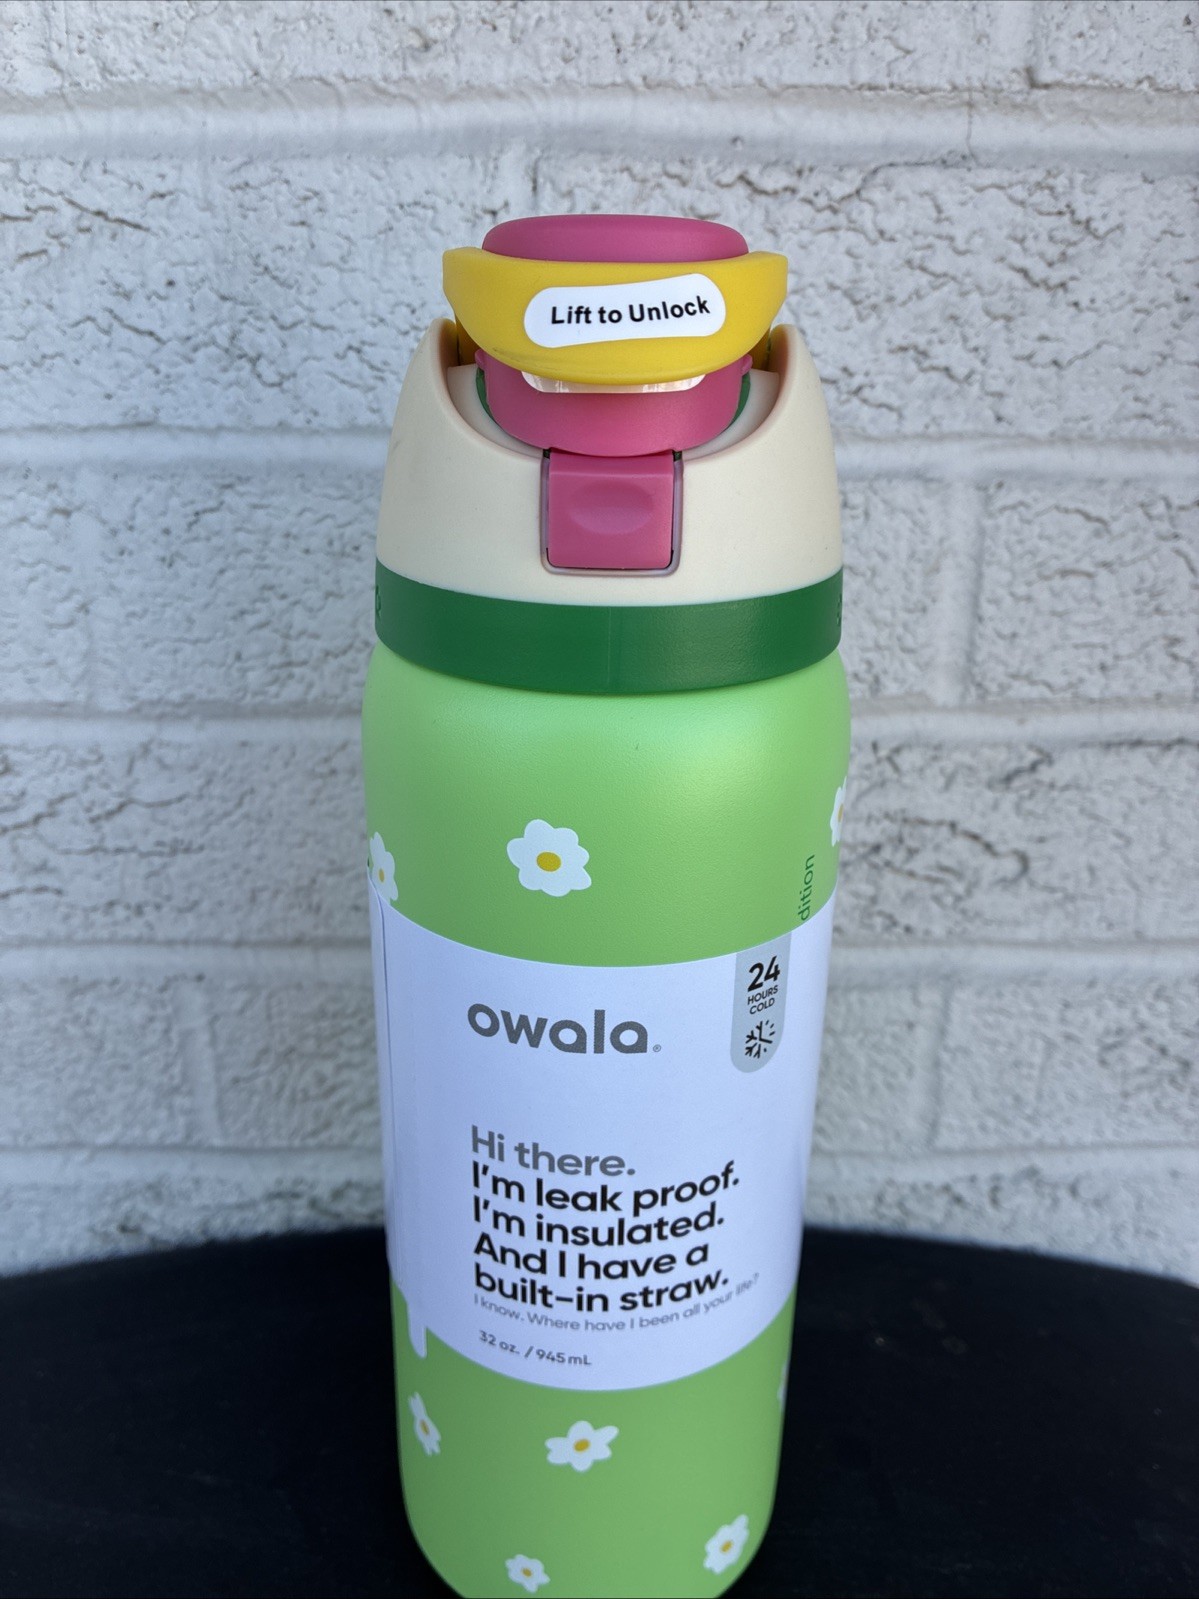 Lift to Unlock
dition
24
HOURS
COLD
owala®
Hi there.
I'm leak proof.
I'm insulated.
And I have a
built-in straw.
I know. Where have I been all your life?
32 oz. / 945 mL